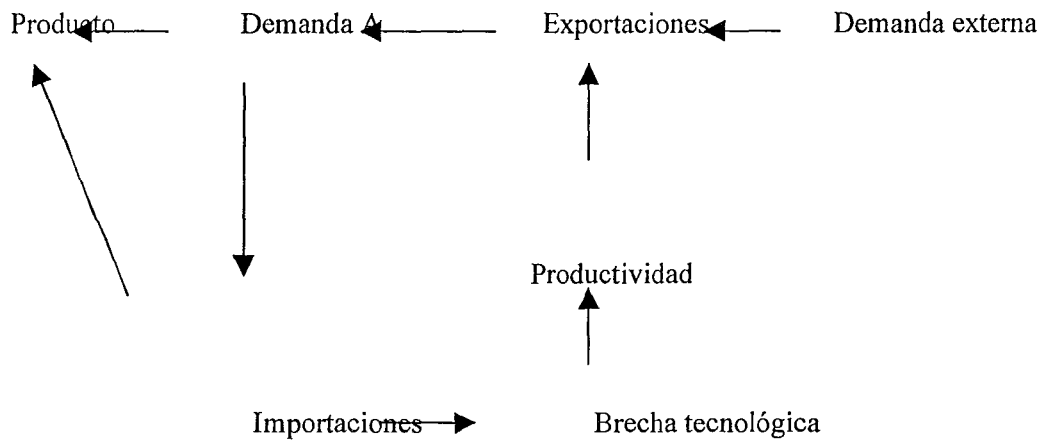 Producto Demanda A Exportaciones Demanda externa
Productividad
Importaciones Brecha tecnológica